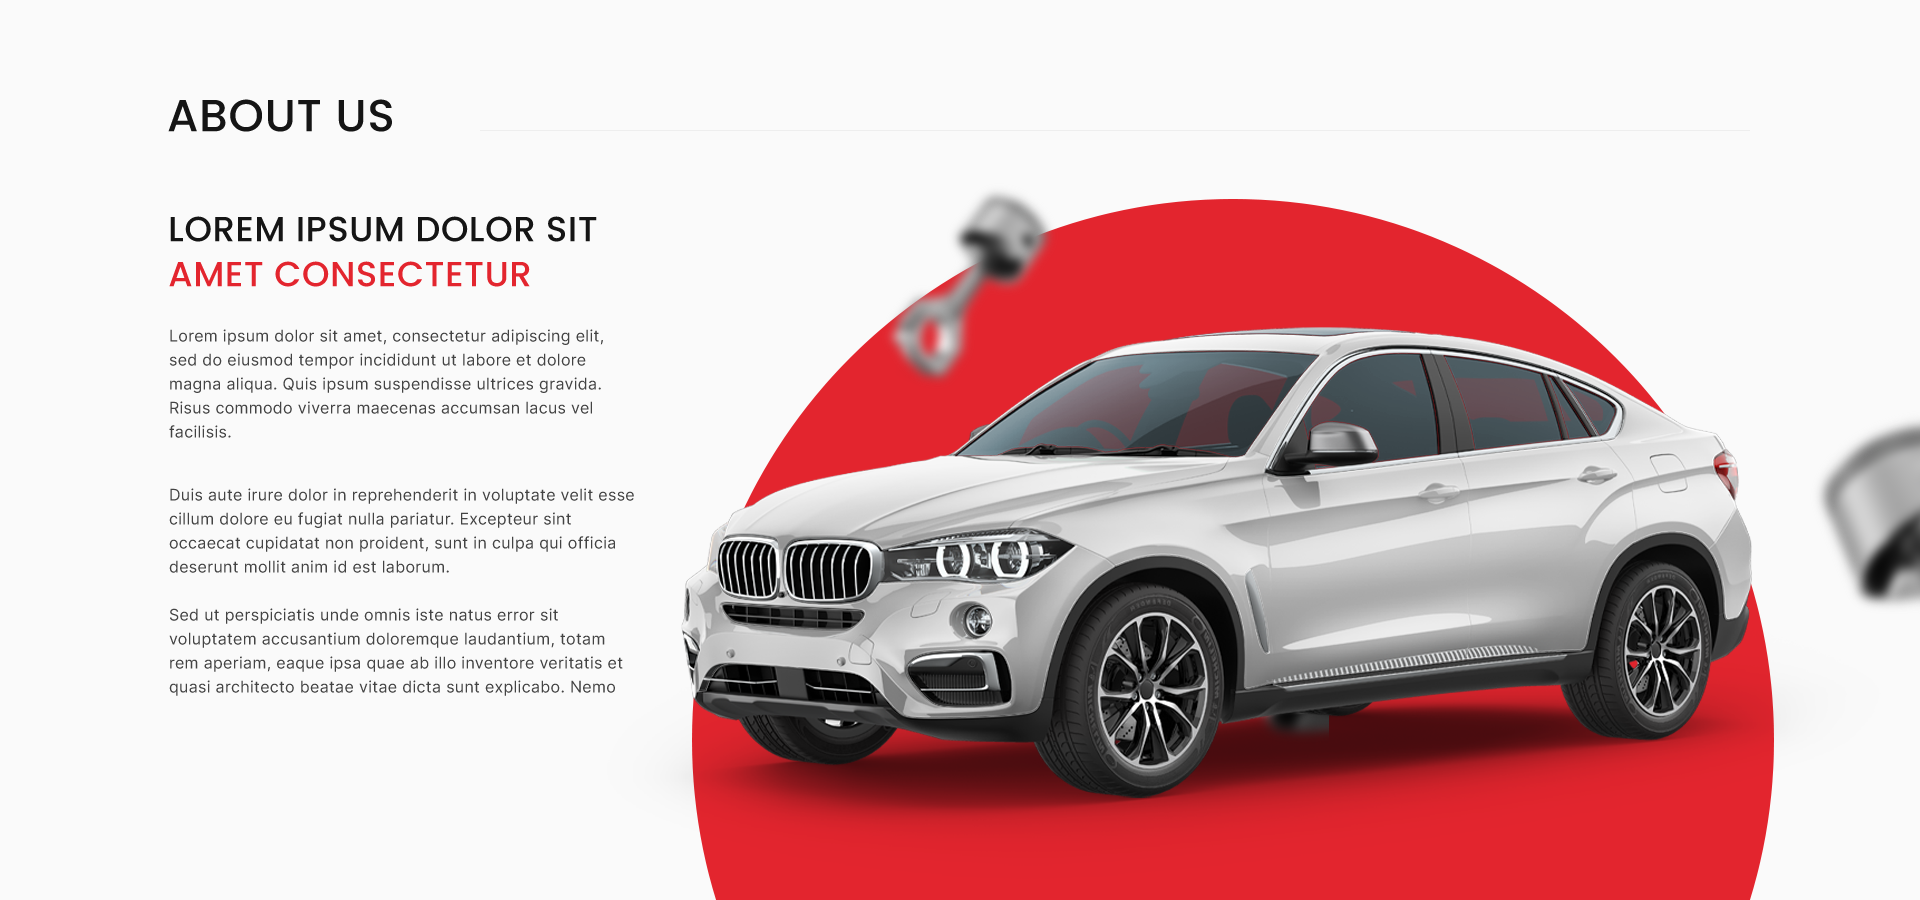 ABOUT US
LOREM IPSUM DOLOR SIT
AMET CONSECTETUR
Lorem ipsum dolor sit amet, consectetur adipiscing elit,
sed do eiusmod tempor incididunt ut labore et dolore
magna aliqua. Quis ipsum suspendisse ultrices gravida.
Risus commodo viverra maecenas accumsan lacus vel
facilisis.
Duis aute irure dolor in reprehenderit in voluptate velit esse
cillum dolore eu fugiat nulla pariatur. Excepteur sint
occaecat cupidatat non proident, sunt in culpa qui officia
deserunt mollit anim id est laborum.
Sed ut perspiciatis unde omnis iste natus error sit
voluptatem accusantium doloremque laudantium, totam
rem aperiam, eaque ipsa quae ab illo inventore veritatis et
quasi architecto beatae vitae dicta sunt explicabo. Nemo